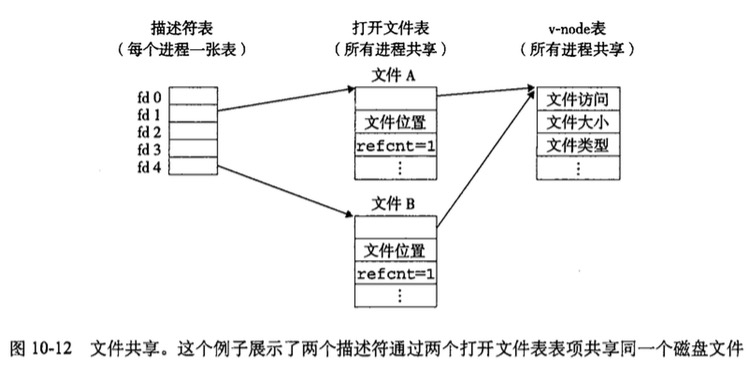 描述符表 打开文件表 v-node表
（每个进程一张表） （所有进程共享） （所有进程共享）
文件 A
fd 0
fd 1
fd 2
fd 3
fd 4
文件位置
refcnt=1
⋮
文件访问
文件大小
文件类型
⋮
文件 B
文件位置
refcnt=1
⋮
图 10-12 文件共享。这个例子展示了两个描述符通过两个打开文件表表项共享同一个磁盘文件